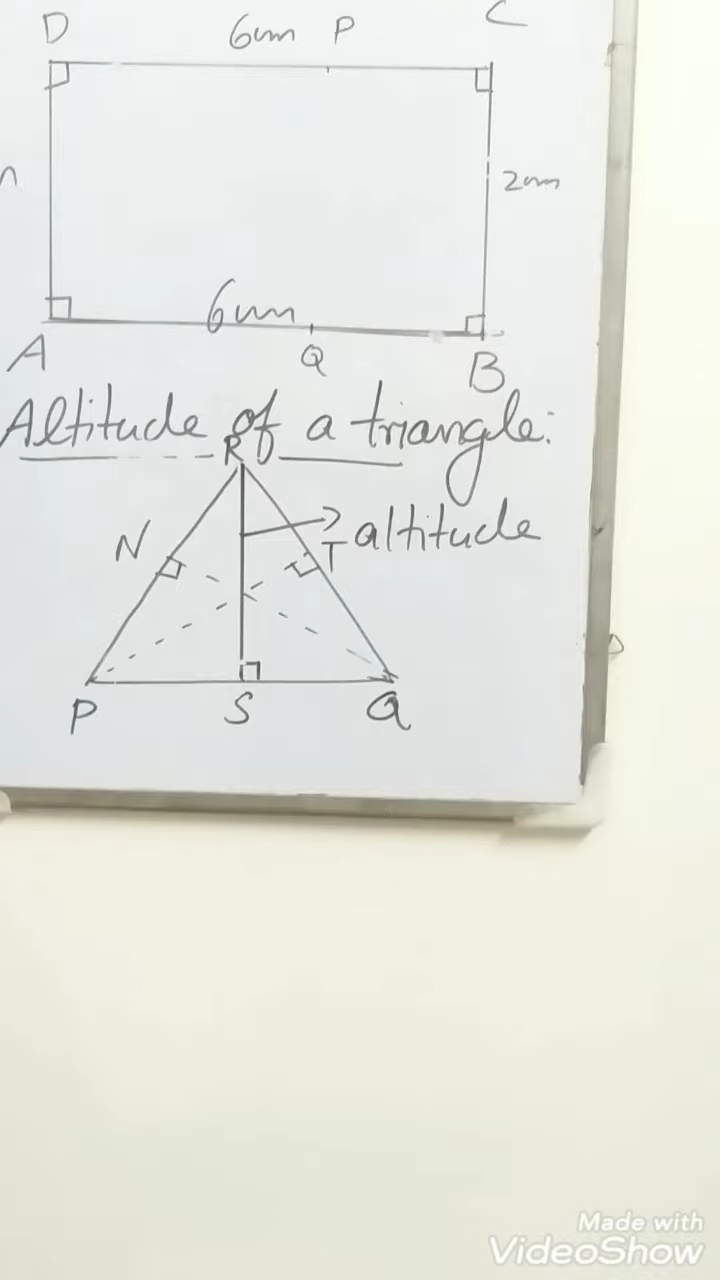 D 6cm P C
2cm
6cm
A Q B
Altitude of a triangle:
R
N T altitude
P S Q
Made with
VideoShow